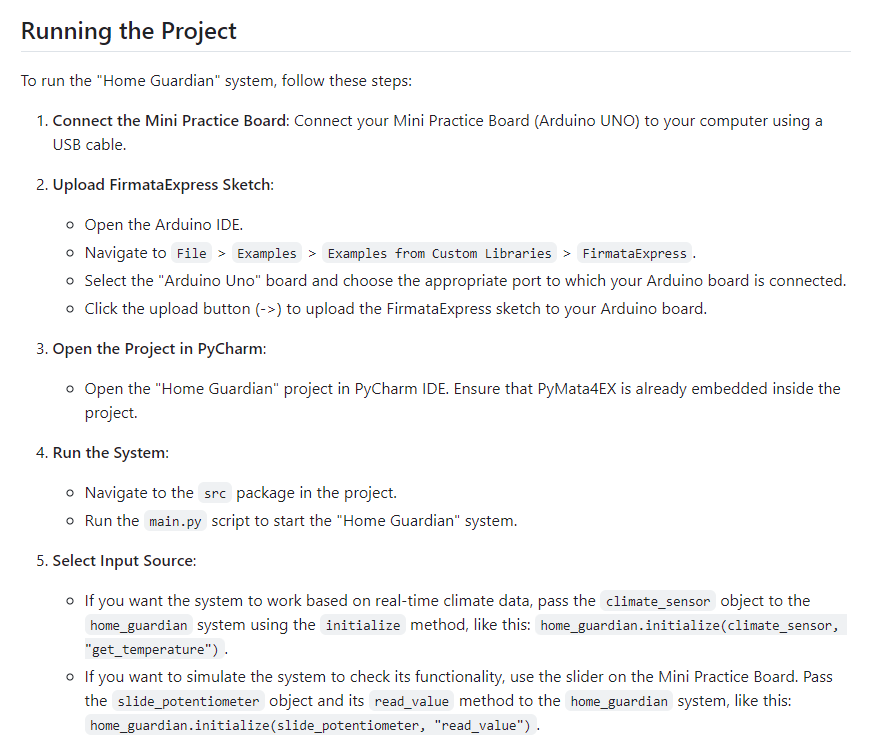 Running the Project
To run the "Home Guardian" system, follow these steps:
1. Connect the Mini Practice Board: Connect your Mini Practice Board (Arduino UNO) to your computer using a
USB cable.
2. Upload FirmataExpress Sketch:
Open the Arduino IDE.
Navigate to File > Examples > Examples from Custom Libraries > FirmataExpress .
Select the "Arduino Uno" board and choose the appropriate port to which your Arduino board is connected.
Click the upload button (->) to upload the FirmataExpress sketch to your Arduino board.
3. Open the Project in PyCharm:
Open the "Home Guardian" project in PyCharm IDE. Ensure that PyMata4EX is already embedded inside the
project.
4. Run the System:
Navigate to the src package in the project.
Run the main.py script to start the "Home Guardian" system.
5. Select Input Source:
If you want the system to work based on real-time climate data, pass the climate_sensor object to the
home_guardian system using the initialize method, like this: home_guardian.initialize(climate_sensor,
"get_temperature") .
If you want to simulate the system to check its functionality, use the slider on the Mini Practice Board. Pass
the slide_potentiometer object and its read_value method to the home_guardian system, like this:
home_guardian.initialize(slide_potentiometer, "read_value") .